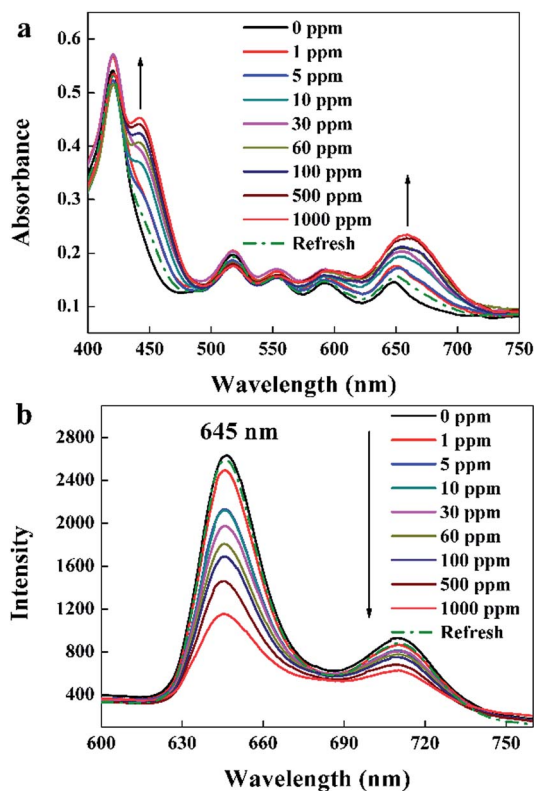 a
0.6
0.5
0.4
0.3
0.2
0.1
Absorbance
0 ppm
1 ppm
5 ppm
10 ppm
30 ppm
60 ppm
100 ppm
500 ppm
1000 ppm
Refresh
400 450 500 550 600 650 700 750
Wavelength (nm)
b
2800
2400
2000
1600
1200
800
400
Intensity
645 nm
0 ppm
1 ppm
5 ppm
10 ppm
30 ppm
60 ppm
100 ppm
500 ppm
1000 ppm
Refresh
600 630 660 690 720 750
Wavelength (nm)